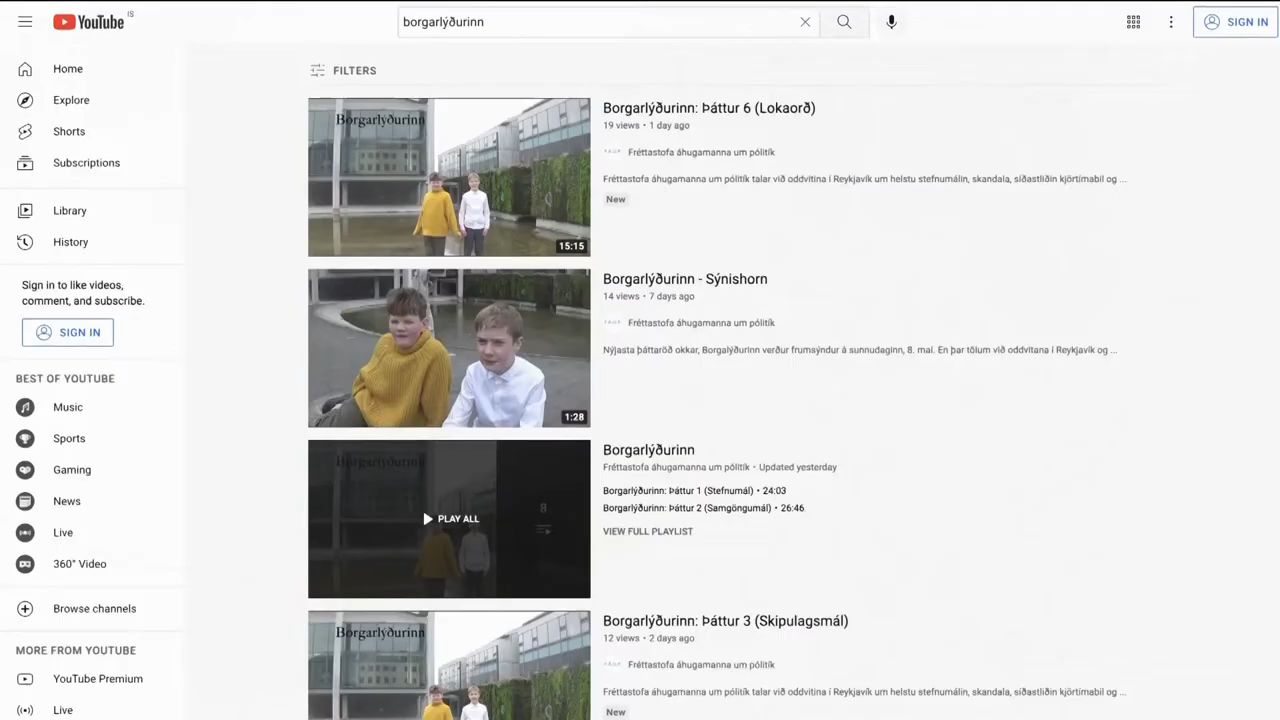 YouTube IS
borgarlýðurinn
SIGN IN
Home
Explore
Shorts
Subscriptions
Library
History
Sign in to like videos,
comment, and subscribe.
SIGN IN
BEST OF YOUTUBE
Music
Sports
Gaming
News
Live
360° Video
Browse channels
MORE FROM YOUTUBE
YouTube Premium
Live
FILTERS
Borgarlýðurinn
15:15
Borgarlýðurinn: Þáttur 6 (Lokaorð)
19 views • 1 day ago
Fréttastofa áhugamanna um pólitík
Fréttastofa áhugamanna um pólitík talar við oddvitina í Reykjavík um helstu stefnumálin, skandala, síðastliðin kjörtímabil og ...
New
1:28
Borgarlýðurinn - Sýnishorn
14 views • 7 days ago
Fréttastofa áhugamanna um pólitík
Nýjasta þáttaröð okkar, Borgarlýðurinn verður frumsýndur á sunnudaginn, 8. maí. En þar tölum við oddvitana í Reykjavík og ...
Borgarlýðurinn
PLAY ALL
8
Borgarlýðurinn
Fréttastofa áhugamanna um pólitík • Updated yesterday
Borgarlýðurinn: Þáttur 1 (Stefnumál) • 24:03
Borgarlýðurinn: Þáttur 2 (Samgöngumál) • 26:46
VIEW FULL PLAYLIST
Borgarlýðurinn
Borgarlýðurinn: Þáttur 3 (Skipulagsmál)
12 views • 2 days ago
Fréttastofa áhugamanna um pólitík
Fréttastofa áhugamanna um pólitík talar við oddvitina í Reykjavík um helstu stefnumálin, skandala, síðastliðin kjörtímabil og ...
New